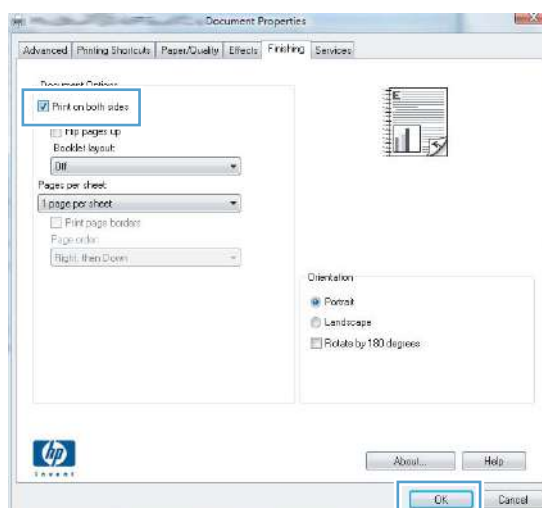 Document Properties
Advanced Printing Shortcuts Paper/Quality Effects Finishing Services
Document Options
Print on both sides
Flip pages up
Booklet layout:
Off
Pages per sheet:
1 page per sheet
Print page borders
Page order:
Right, then Down
E
Orientation
Portrait
Landscape
Rotate by 180 degrees
hp
invent
About... Help
OK Cancel